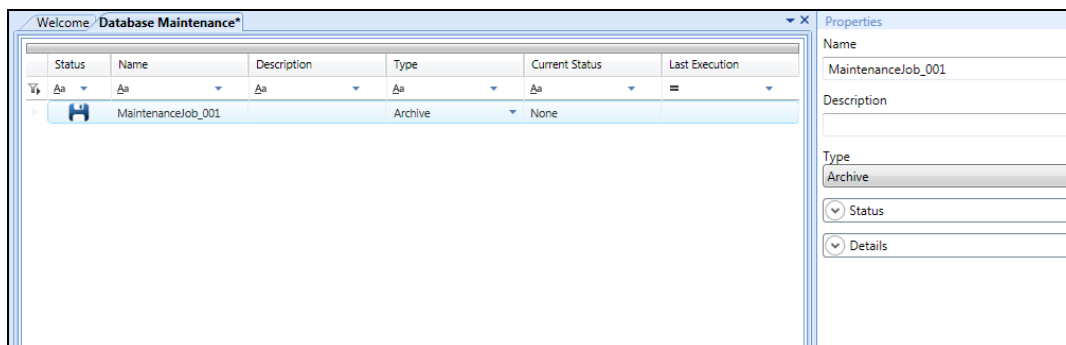 Welcome Database Maintenance* Properties
Name
Status Name Description Type Current Status Last Execution
MaintenanceJob_001
Aa Aa Aa Aa Aa =
Description
MaintenanceJob_001 Archive None
Type
Archive
Status
Details